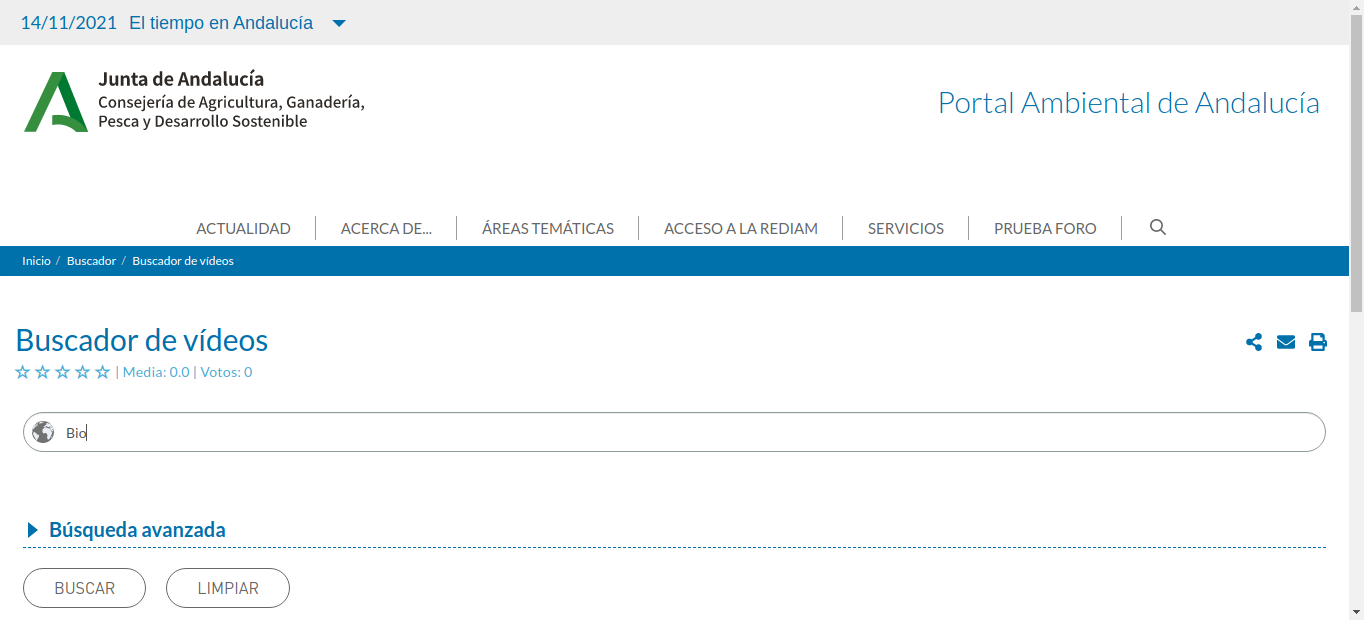 14/11/2021 El tiempo en Andalucía
Junta de Andalucía
Consejería de Agricultura, Ganadería,
Pesca y Desarrollo Sostenible
Portal Ambiental de Andalucía
ACTUALIDAD ACERCA DE... ÁREAS TEMÁTICAS ACCESO A LA REDIAM SERVICIOS PRUEBA FORO
Inicio / Buscador / Buscador de vídeos
Buscador de vídeos
| Media: 0.0 | Votos: 0
Bio
Búsqueda avanzada
BUSCAR LIMPIAR